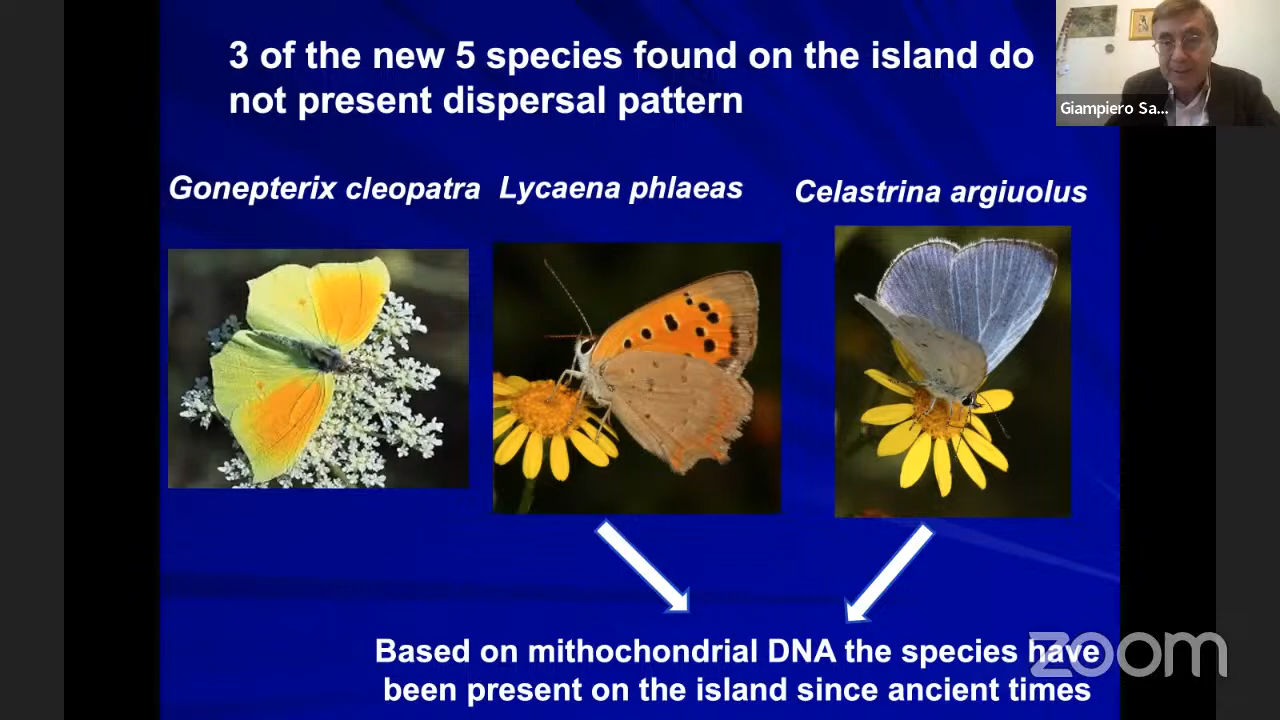 3 of the new 5 species found on the island do
not present dispersal pattern
Giampiero Sa...
Gonepterix cleopatra
Lycaena phlaeas
Celastrina argiuolus
Based on mithochondrial DNA the species have
been present on the island since ancient times
zoom